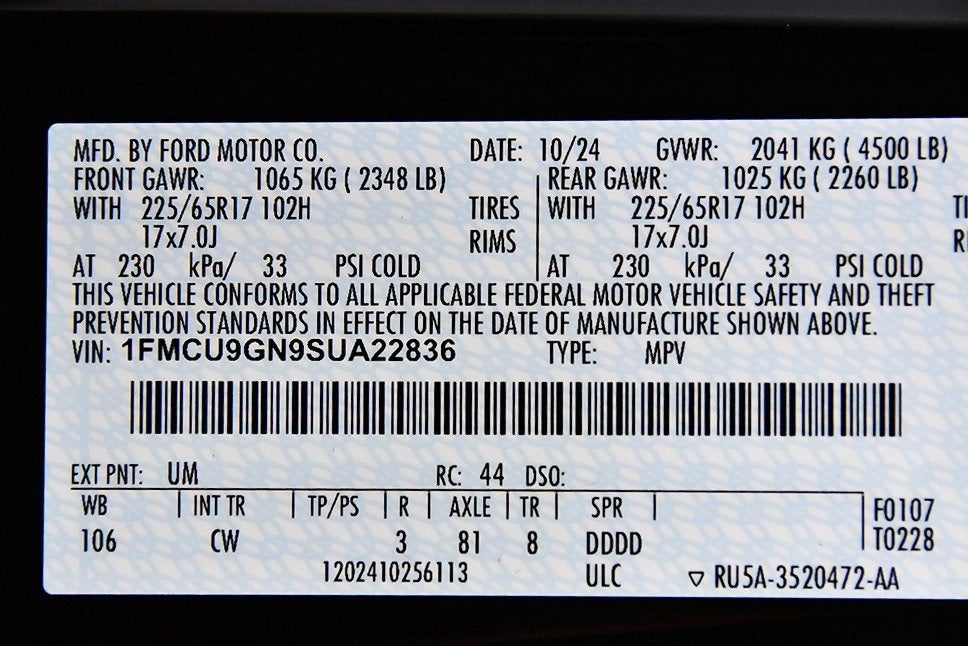 MFD. BY FORD MOTOR CO. DATE: 10/24 GVWR: 2041 KG ( 4500 LB)
FRONT GAWR: 1065 KG ( 2348 LB) REAR GAWR: 1025 KG ( 2260 LB)
WITH 225/65R17 102H TIRES WITH 225/65R17 102H
17x7.0J RIMS 17x7.0J
AT 230 kPa/ 33 PSI COLD AT 230 kPa/ 33 PSI COLD
THIS VEHICLE CONFORMS TO ALL APPLICABLE FEDERAL MOTOR VEHICLE SAFETY AND THEFT
PREVENTION STANDARDS IN EFFECT ON THE DATE OF MANUFACTURE SHOWN ABOVE.
VIN: 1FMCU9GN9SUA22836 TYPE: MPV
EXT PNT: UM RC: 44 DSO:
WB INT TR TP/PS R AXLE TR SPR F0107
106 CW 3 81 8 DDDD T0228
1202410256113 ULC ▽ RU5A-3520472-AA